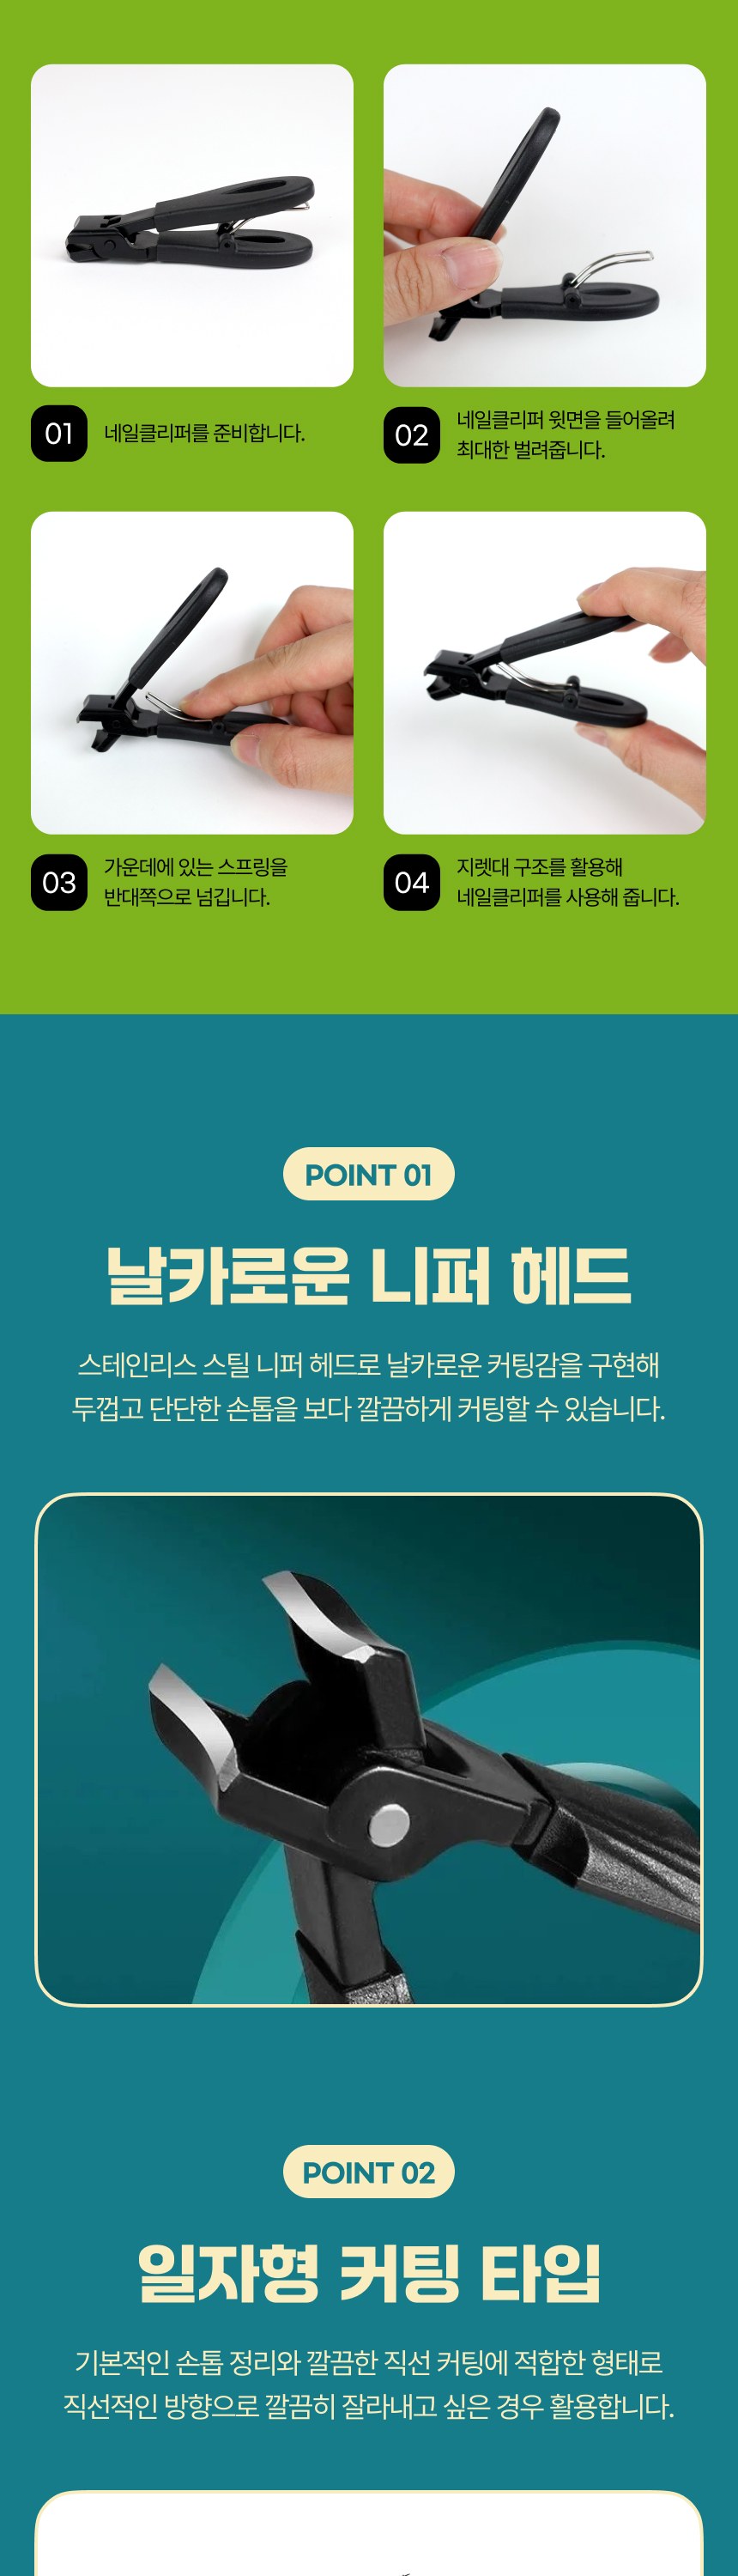 01
네일클리퍼를 준비합니다.
02
네일클리퍼 윗면을 들어올려
최대한 벌려줍니다.
03
가운데에 있는 스프링을
반대쪽으로 넘깁니다.
04
지렛대 구조를 활용해
네일클리퍼를 사용해 줍니다.
POINT 01
날카로운 니퍼 헤드
스테인리스 스틸 니퍼 헤드로 날카로운 커팅감을 구현해
두껍고 단단한 손톱을 보다 깔끔하게 커팅할 수 있습니다.
POINT 02
일자형 커팅 타입
기본적인 손톱 정리와 깔끔한 직선 커팅에 적합한 형태로
직선적인 방향으로 깔끔히 잘라내고 싶은 경우 활용합니다.